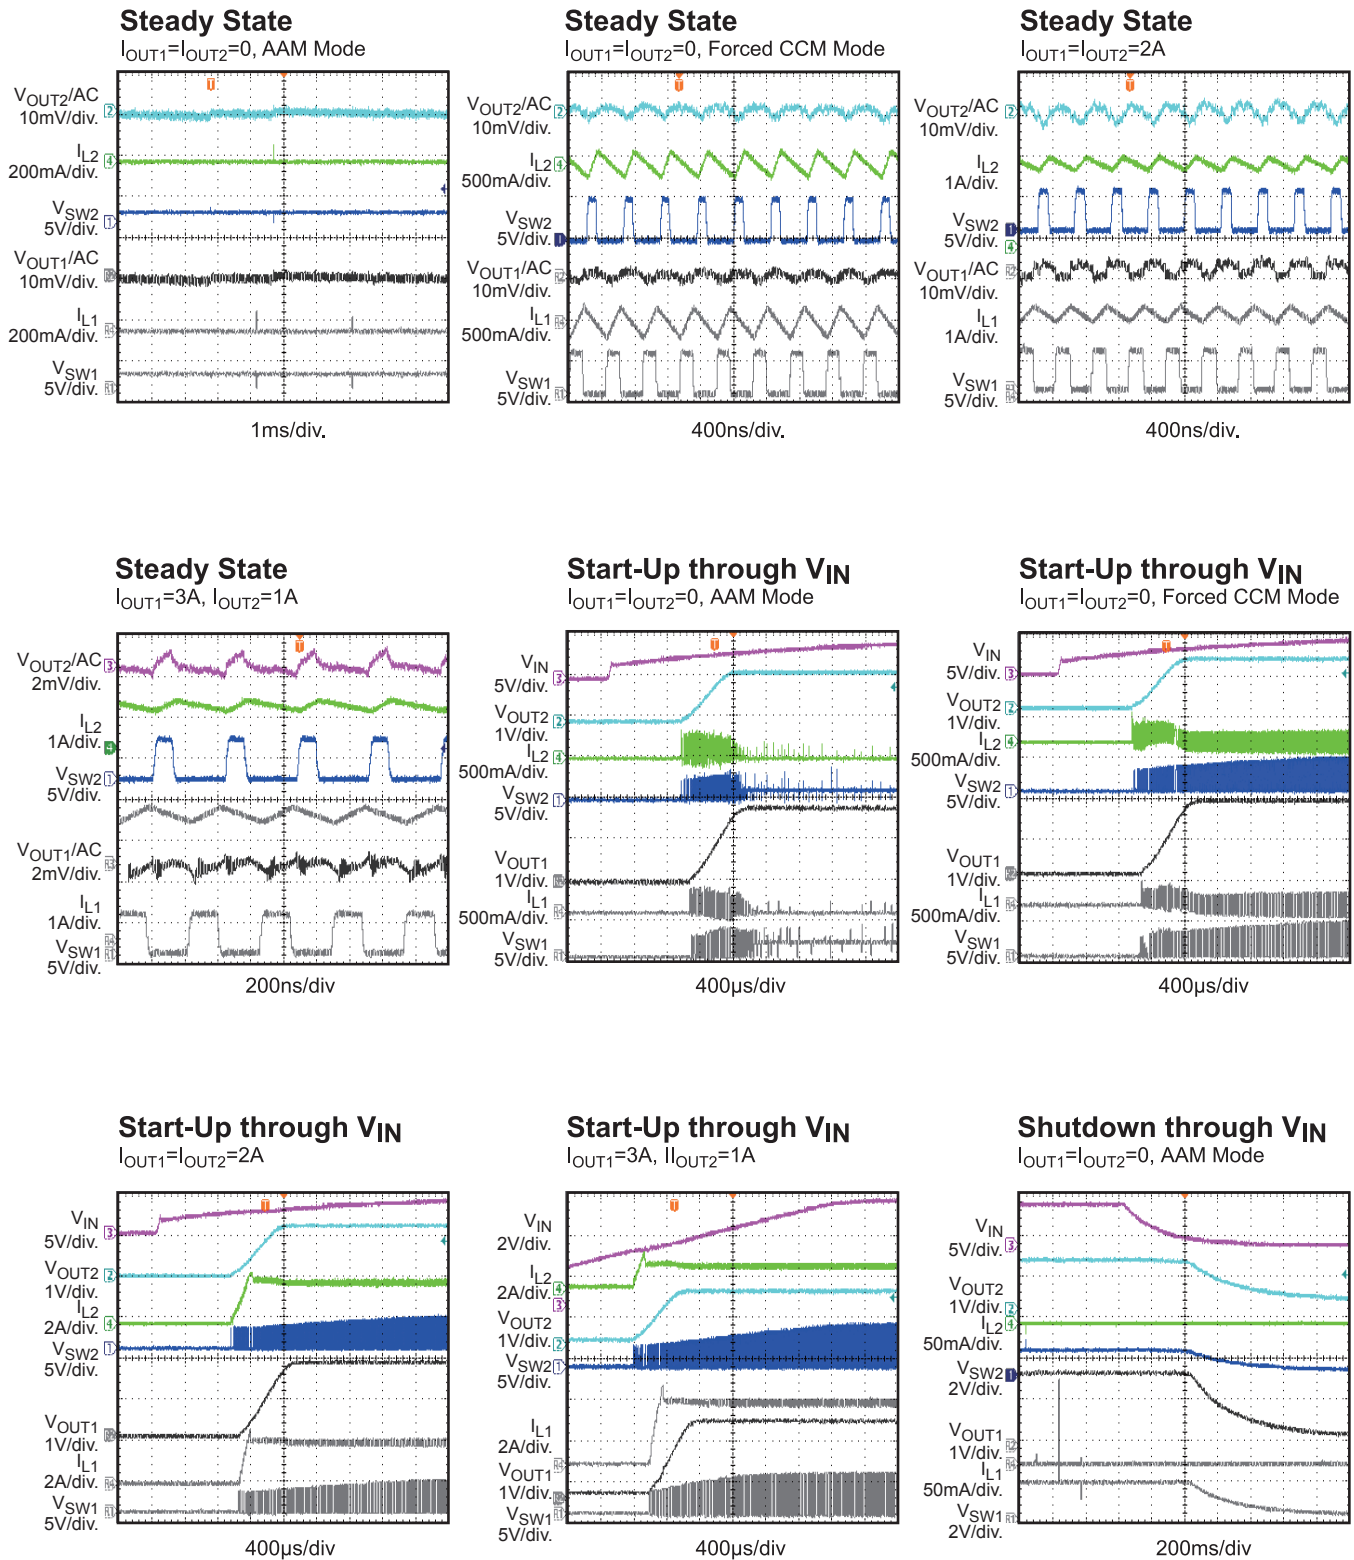 Steady State
IOUT1=IOUT2=0, AAM Mode
VOUT2/AC
10mV/div.
IL2
200mA/div.
VSW2
5V/div.
VOUT1/AC
10mV/div.
IL1
200mA/div.
VSW1
5V/div.
1ms/div.
Steady State
IOUT1=IOUT2=0, Forced CCM Mode
VOUT2/AC
10mV/div.
IL2
500mA/div.
VSW2
5V/div.
VOUT1/AC
10mV/div.
IL1
500mA/div.
VSW1
5V/div.
400ns/div.
Steady State
IOUT1=IOUT2=2A
VOUT2/AC
10mV/div.
IL2
1A/div.
VSW2
5V/div.
VOUT1/AC
10mV/div.
IL1
1A/div.
VSW1
5V/div.
400ns/div.
Steady State
IOUT1=3A, IOUT2=1A
VOUT2/AC
2mV/div.
IL2
1A/div.
VSW2
5V/div.
VOUT1/AC
2mV/div.
IL1
1A/div.
VSW1
5V/div.
200ns/div
Start-Up through VIN
IOUT1=IOUT2=0, AAM Mode
VIN
5V/div.
VOUT2
1V/div.
IL2
500mA/div.
VSW2
5V/div.
VOUT1
1V/div.
IL1
500mA/div.
VSW1
5V/div.
400µs/div
Start-Up through VIN
IOUT1=IOUT2=0, Forced CCM Mode
VIN
5V/div.
VOUT2
1V/div.
IL2
500mA/div.
VSW2
5V/div.
VOUT1
1V/div.
IL1
500mA/div.
VSW1
5V/div.
400µs/div
Start-Up through VIN
IOUT1=IOUT2=2A
VIN
5V/div.
VOUT2
1V/div.
IL2
2A/div.
VSW2
5V/div.
VOUT1
1V/div.
IL1
2A/div.
VSW1
5V/div.
400µs/div
Start-Up through VIN
IOUT1=3A, IIOUT2=1A
VIN
2V/div.
IL2
2A/div.
VOUT2
1V/div.
VSW2
5V/div.
IL1
2A/div.
VOUT1
1V/div.
VSW1
5V/div.
400µs/div
Shutdown through VIN
IOUT1=IOUT2=0, AAM Mode
VIN
5V/div.
VOUT2
1V/div.
IL2
50mA/div.
VSW2
2V/div.
VOUT1
1V/div.
IL1
50mA/div.
VSW1
2V/div.
200ms/div